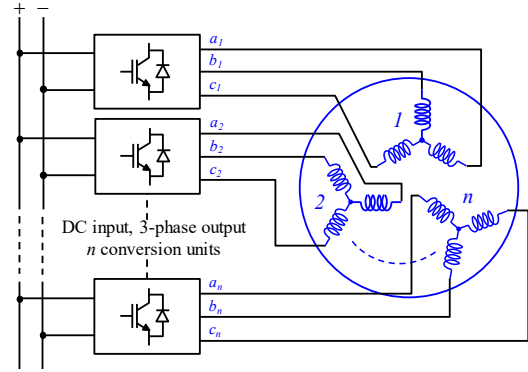 + −
a1
b1
c1
1
a2
b2
c2
2
n
DC input, 3-phase output
n conversion units
an
bn
cn